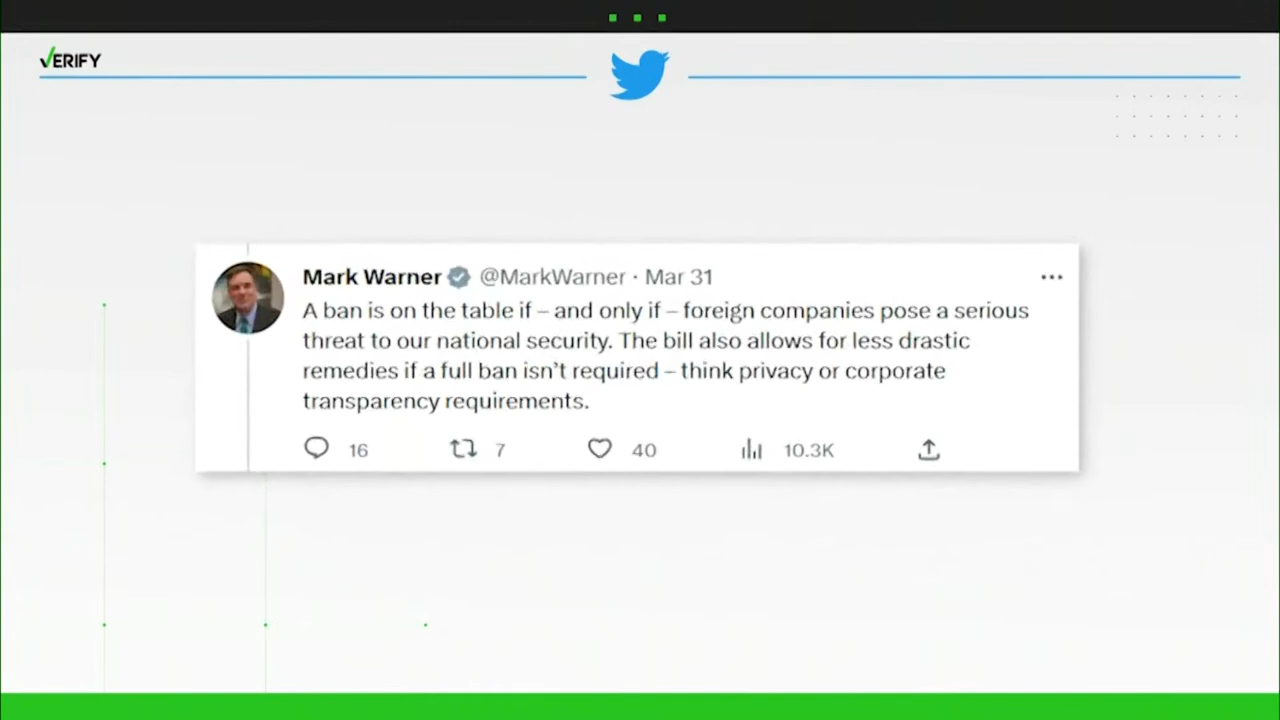 VERIFY
Mark Warner @MarkWarner · Mar 31
A ban is on the table if – and only if – foreign companies pose a serious
threat to our national security. The bill also allows for less drastic
remedies if a full ban isn’t required – think privacy or corporate
transparency requirements.
16 7 40 10.3K